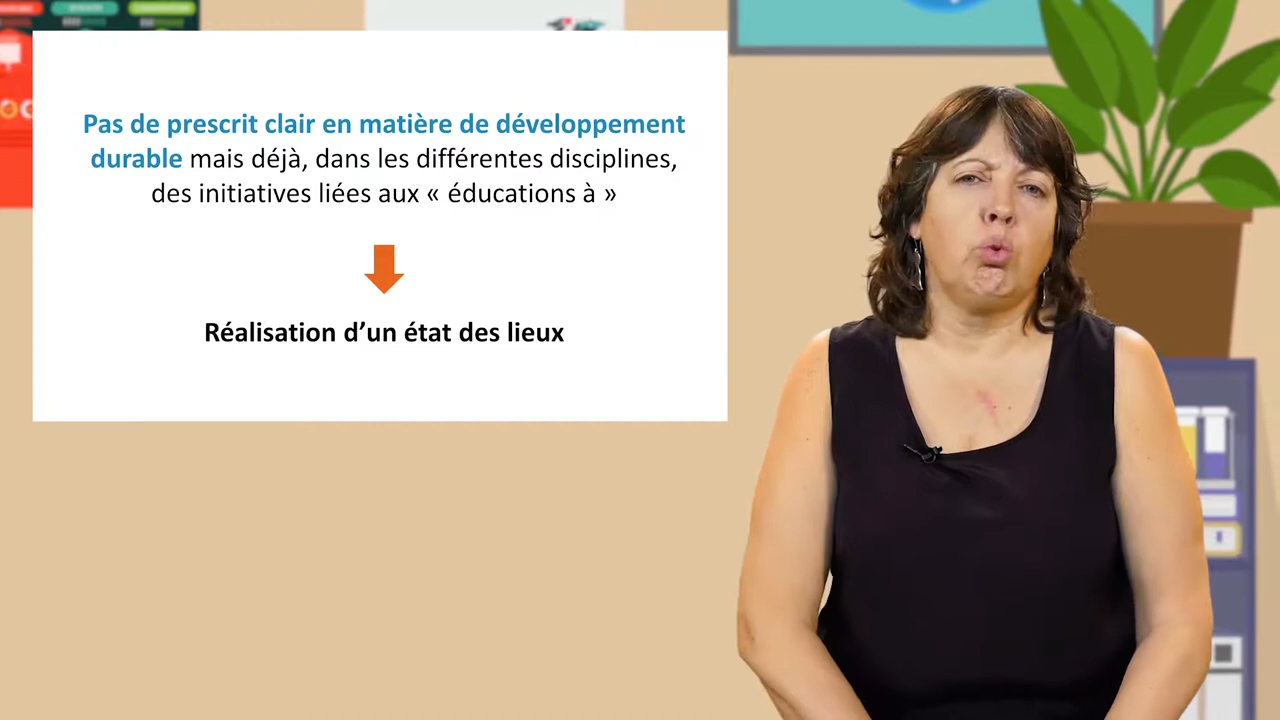 Pas de prescrit clair en matière de développement
durable mais déjà, dans les différentes disciplines,
des initiatives liées aux « éducations à »
Réalisation d’un état des lieux